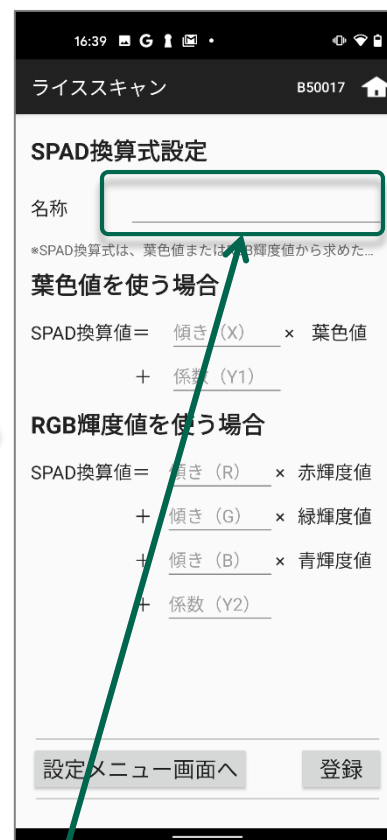 16:39
ライススキャン B50017
SPAD換算式設定
名称
*SPAD換算式は、葉色値またはRGB輝度値から求めた...
葉色値を使う場合
SPAD換算値＝ 傾き（X） × 葉色値
＋ 係数（Y1）
RGB輝度値を使う場合
SPAD換算値＝ 傾き（R） × 赤輝度値
＋ 傾き（G） × 緑輝度値
＋ 傾き（B） × 青輝度値
＋ 係数（Y2）
設定メニュー画面へ 登録